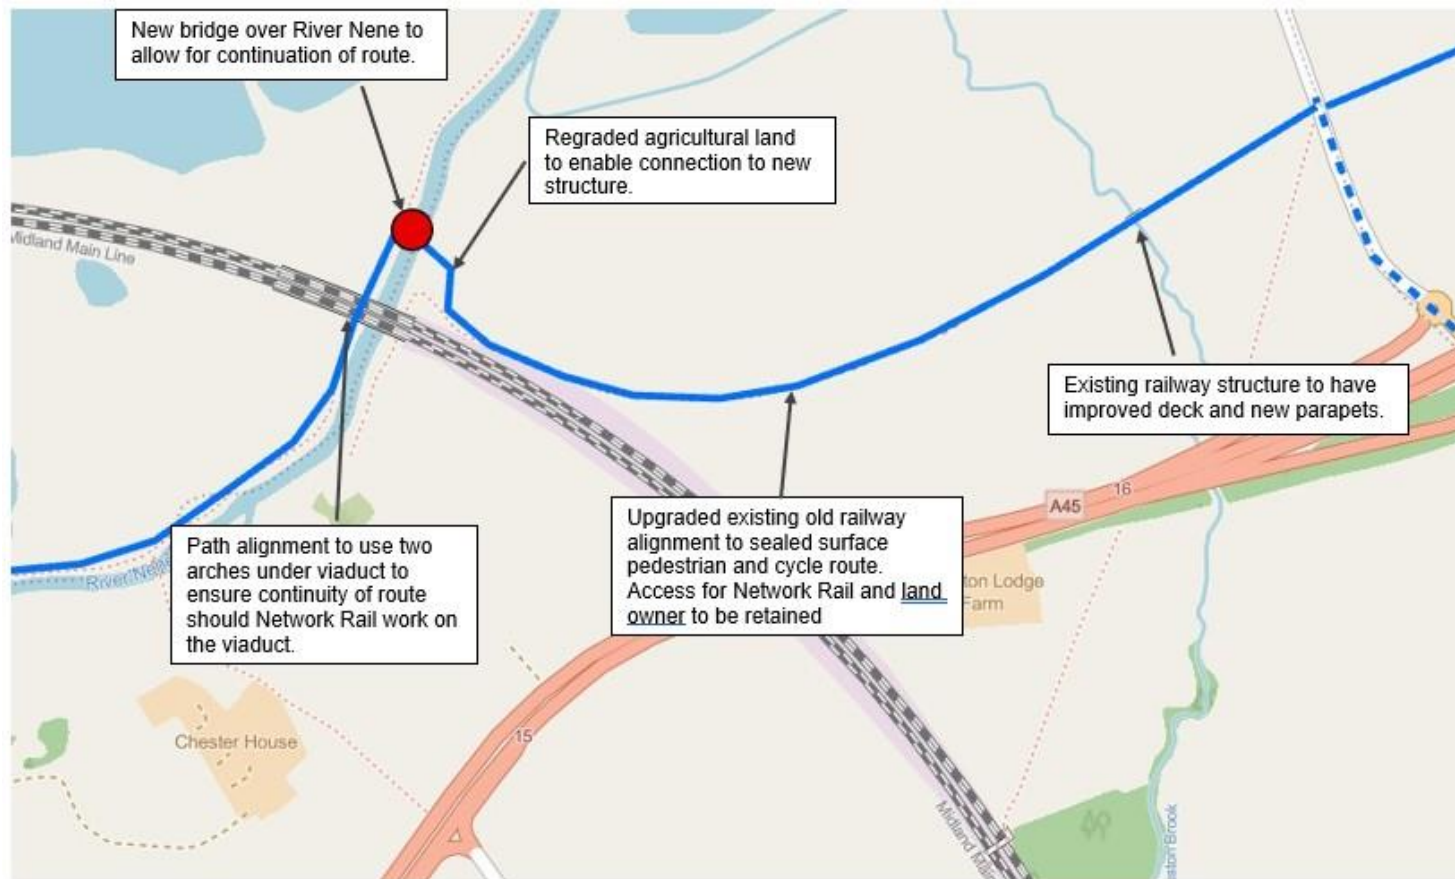 New bridge over River Nene to
allow for continuation of route.
Regraded agricultural land
to enable connection to new
structure.
Midland Main Line
Existing railway structure to have
improved deck and new parapets.
A45
16
Upgraded existing old railway
alignment to sealed surface
pedestrian and cycle route.
Access for Network Rail and land
owner to be retained
Path alignment to use two
arches under viaduct to
ensure continuity of route
should Network Rail work on
the viaduct.
River
Lodge
Farm
Chester House
15
Midland
Brook